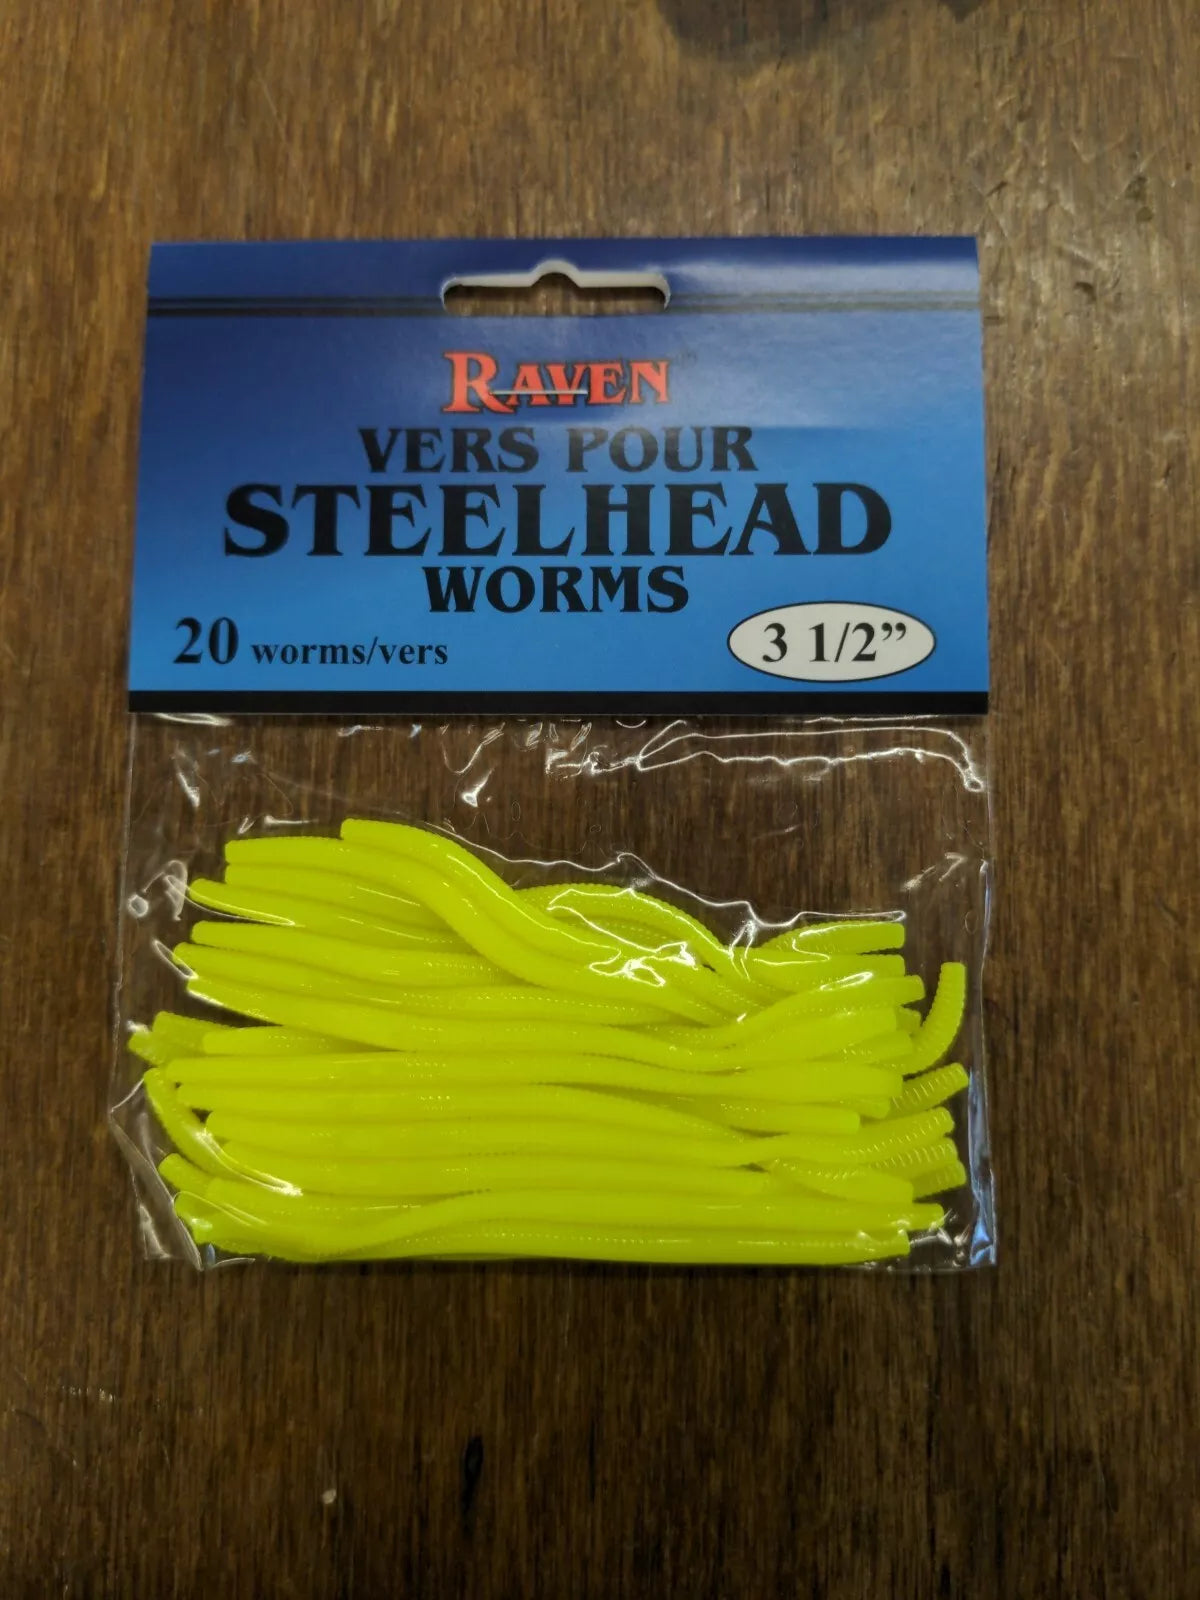 RAVEN
VERS POUR
STEELHEAD
WORMS
20 worms/vers
3 1/2”